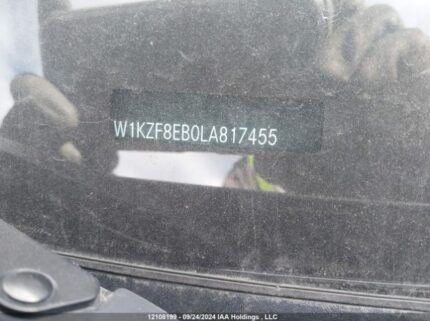 W1KZF8EB0LA817455
12108199 - 09/24/2024 IAA Holdings , LLC